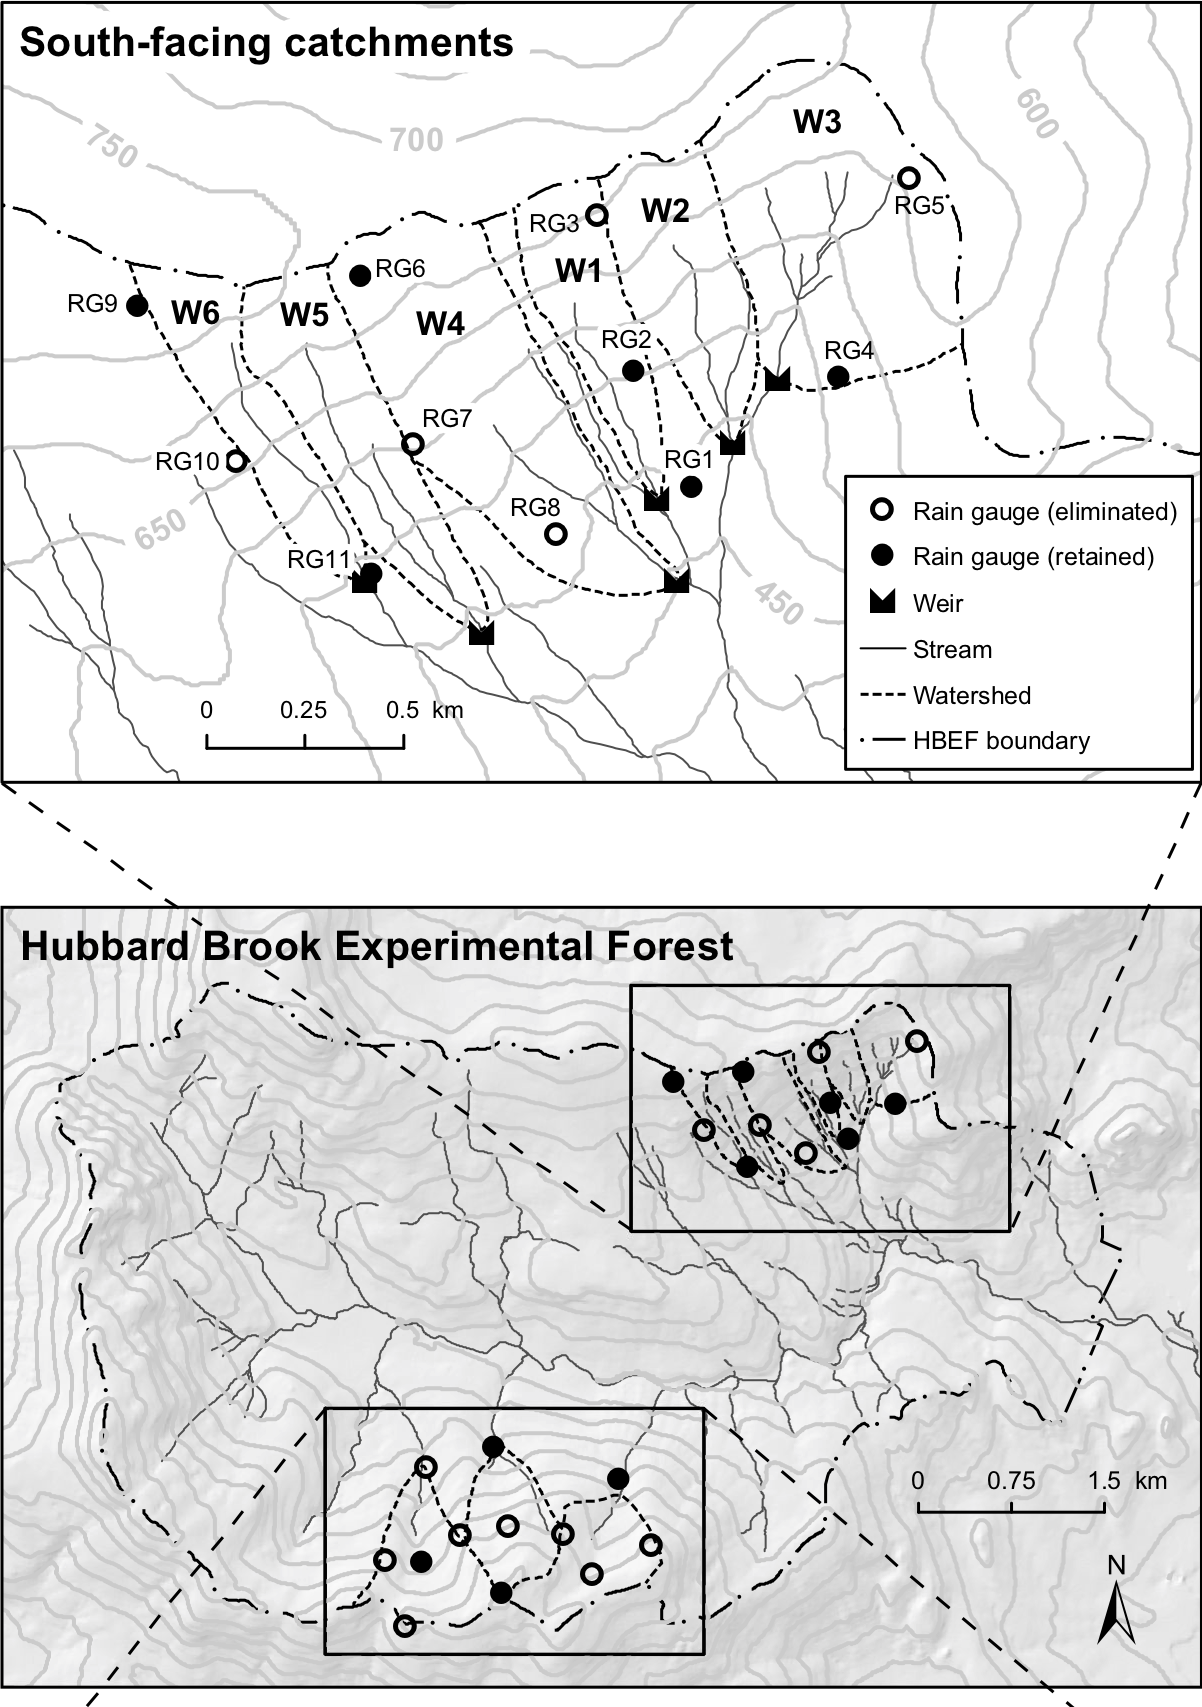 South-facing catchments
W3
600
750
700
RG5
W2
RG3
W1
RG6
RG9
W6
W5
W4
RG2
RG4
RG7
RG10
RG1
650
RG8
RG11
450
Rain gauge (eliminated)
Rain gauge (retained)
Weir
Stream
Watershed
HBEF boundary
0 0.25 0.5 km
Hubbard Brook Experimental Forest
0 0.75 1.5 km
N